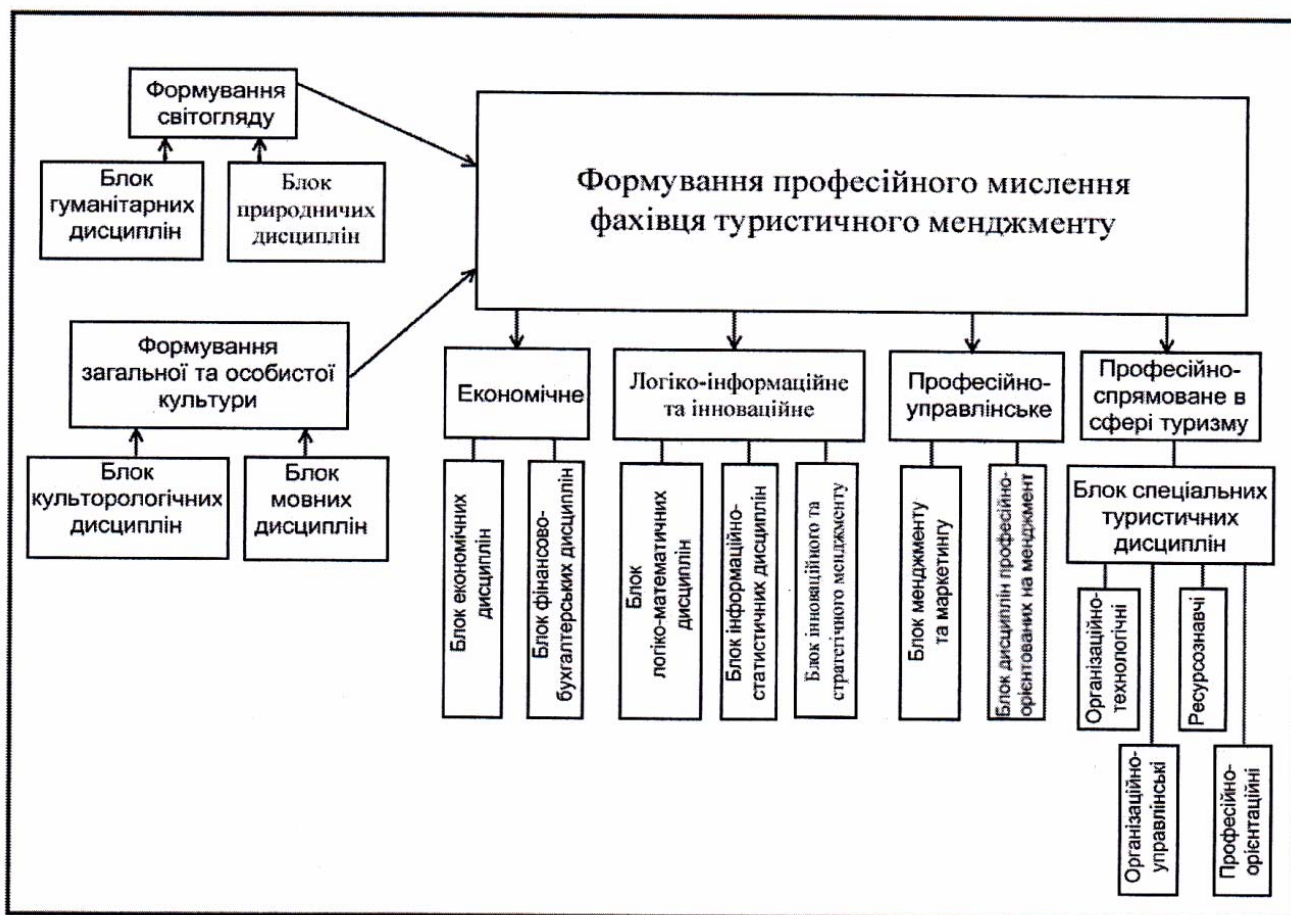 Формування
світогляду
Блок
гуманітарних
дисциплін
Блок
природничих
дисциплін
Формування професійного мислення
фахівця туристичного менджменту
Формування
загальної та особистої
культури
Блок
культорологічних
дисциплін
Блок
мовних
дисциплін
Економічне
Логіко-інформаційне
та інноваційне
Професійно-
управлінське
Професійно-
спрямоване в
сфері туризму
Блок економічних
дисциплін
Блок фінансово-
бухгалтерських дисциплін
Блок
логіко-математичних
дисциплін
Блок інформаційно-
статистичних дисциплін
Блок інноваційного та
стратегічного менджменту
Блок менджменту
та маркетингу
Блок дисциплін професійно-
орієнтованих на менджмент
Блок спеціальних
туристичних
дисциплін
Організаційно-
технологічні
Організаційно-
управлінські
Ресурсознавчі
Професійно-
орієнтаційні